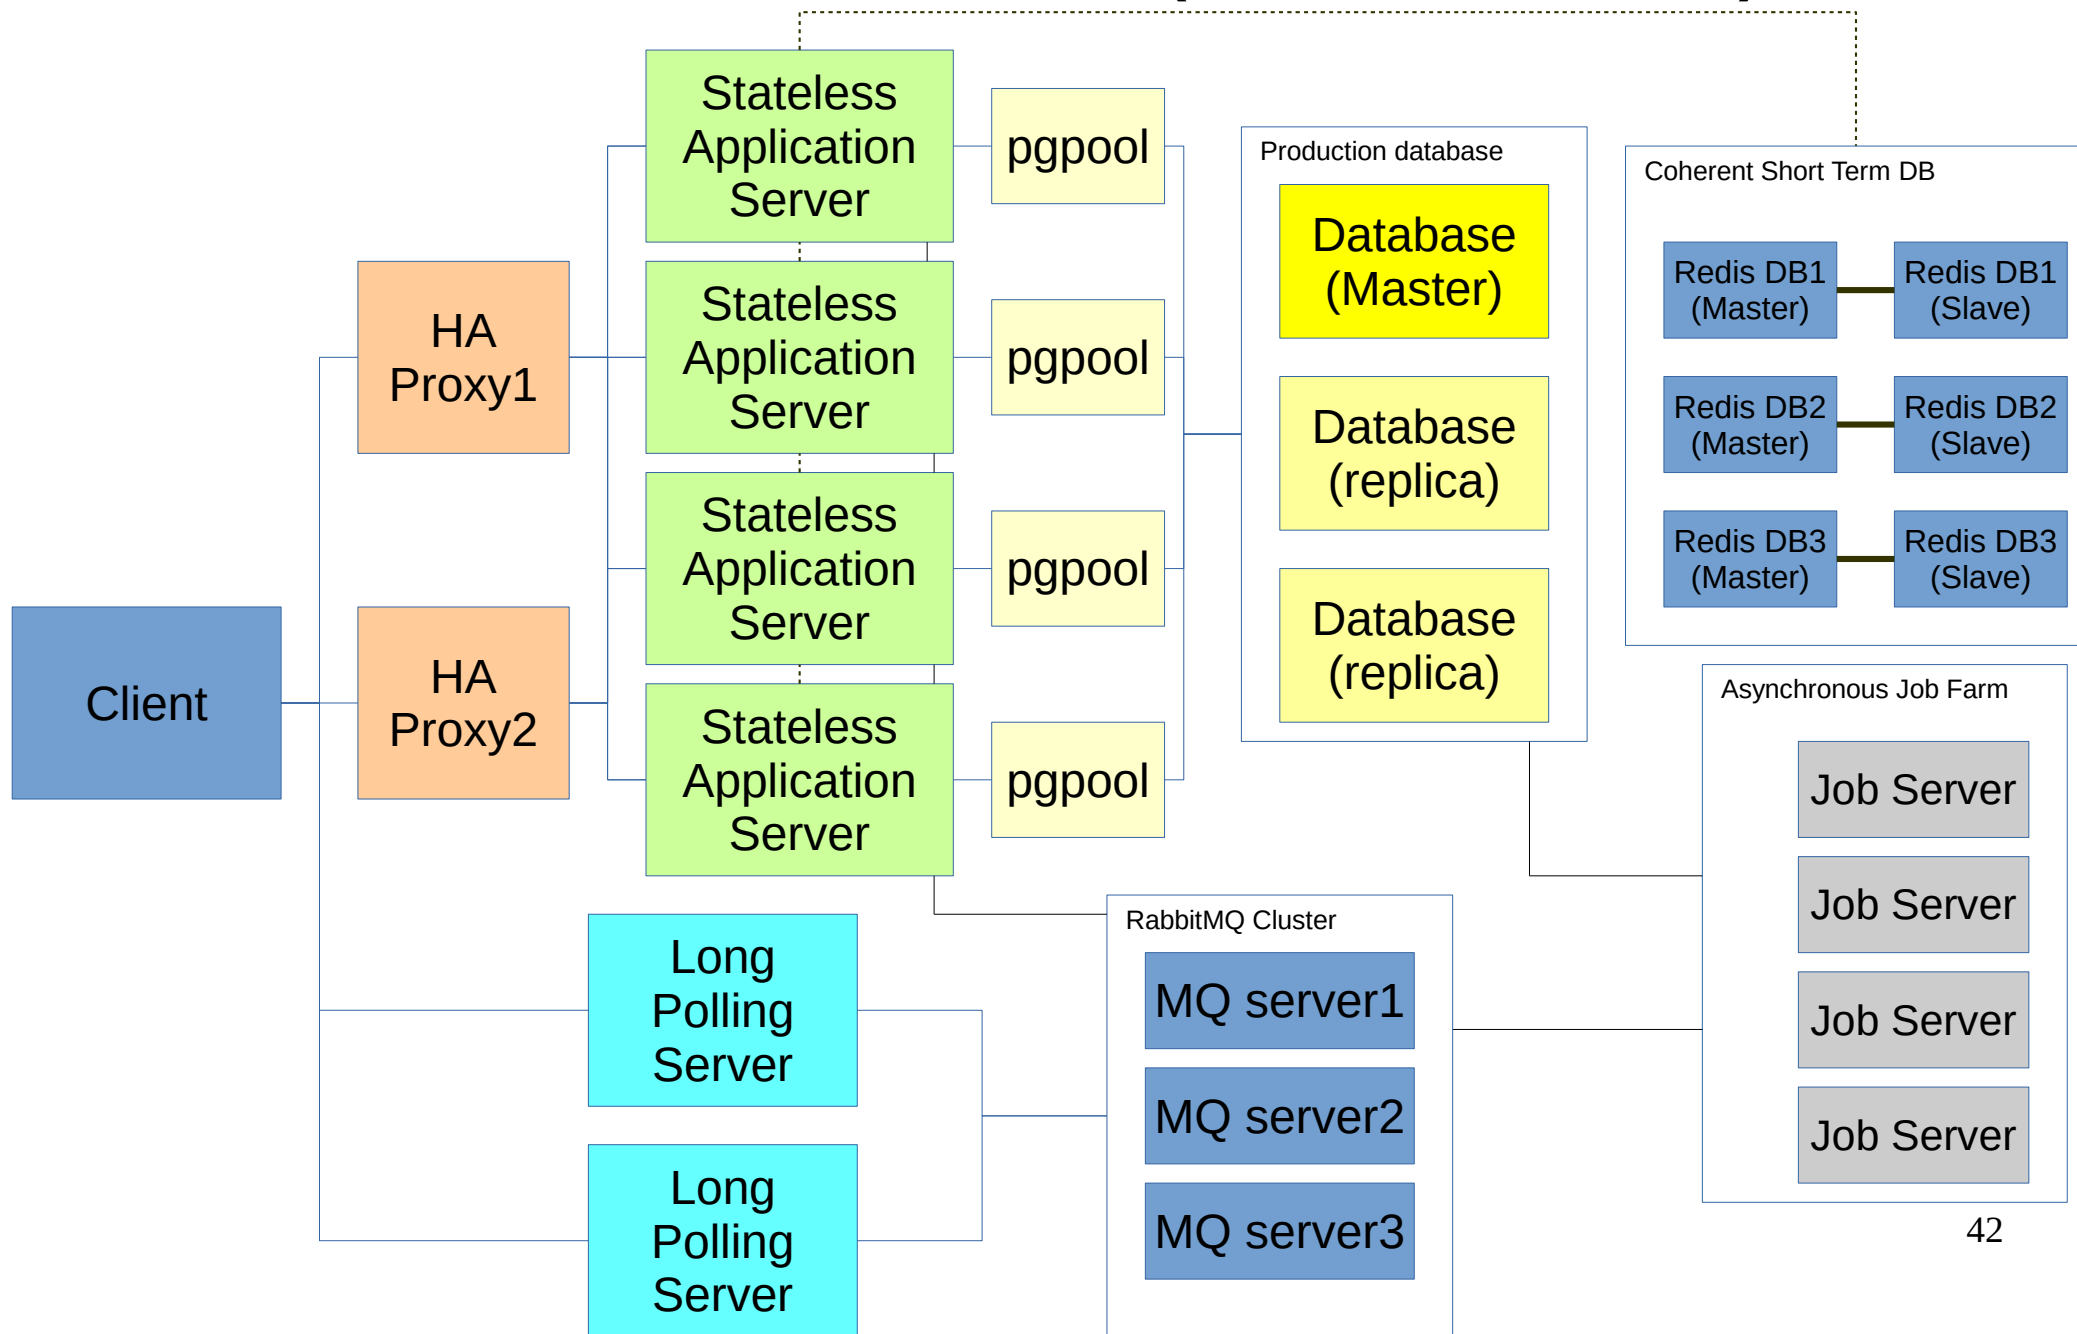 Stateless
Application
Server
pgpool
Production database
Coherent Short Term DB
Database
(Master)
Redis DB1
(Master)
Redis DB1
(Slave)
HA
Proxy1
Stateless
Application
Server
pgpool
Database
(replica)
Redis DB2
(Master)
Redis DB2
(Slave)
Stateless
Application
Server
pgpool
Redis DB3
(Master)
Redis DB3
(Slave)
Database
(replica)
Client
HA
Proxy2
Stateless
Application
Server
pgpool
Asynchronous Job Farm
Job Server
Job Server
Job Server
Job Server
Long
Polling
Server
RabbitMQ Cluster
MQ server1
MQ server2
MQ server3
Long
Polling
Server
42